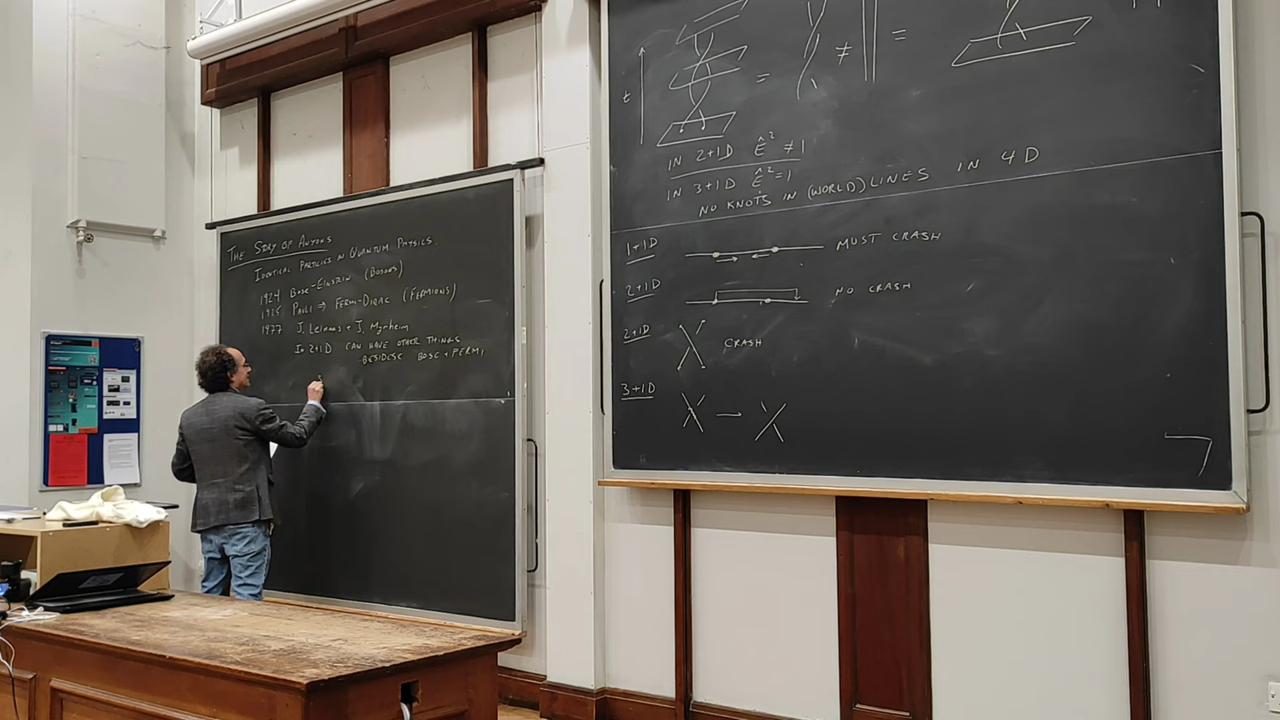 THE STORY OF ANYONS
IDENTICAL PARTICLES IN QUANTUM PHYSICS.
1924 BOSE-EINSTEIN (BOSONS)
1925 PAULI ⇒ FERMI-DIRAC (FERMIONS)
1977 J. Leinaas + J. Myrheim
IN 2+1D CAN HAVE OTHER THINGS
BESIDESC BOSE + FERMI
t = ≠ =
IN 2+1D Ê² ≠ 1
IN 3+1D Ê² = 1
NO KNOTS IN (WORLD)LINES IN 4D
1+1D MUST CRASH
2+1D NO CRASH
2+1D CRASH
3+1D →